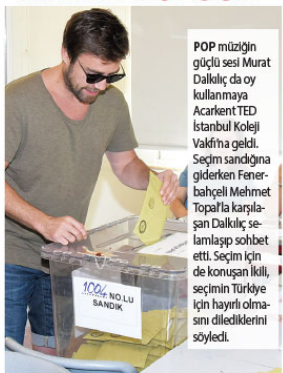 POP müziğin
güçlü sesi Murat
Dalkılıç da oy
kullanmaya
Acarkent TED
İstanbul Koleji
Vakfı'na geldi.
Seçim sandığına
giderken Fener-
bahçeli Mehmet
Topal'la karşıla-
şan Dalkılıç se-
lamlaşıp sohbet
etti. Seçim için
de konuşan İkili,
seçimin Türkiye
için hayırlı olma-
sını dilediklerini
söyledi.
1004 NO.LU
SANDIK